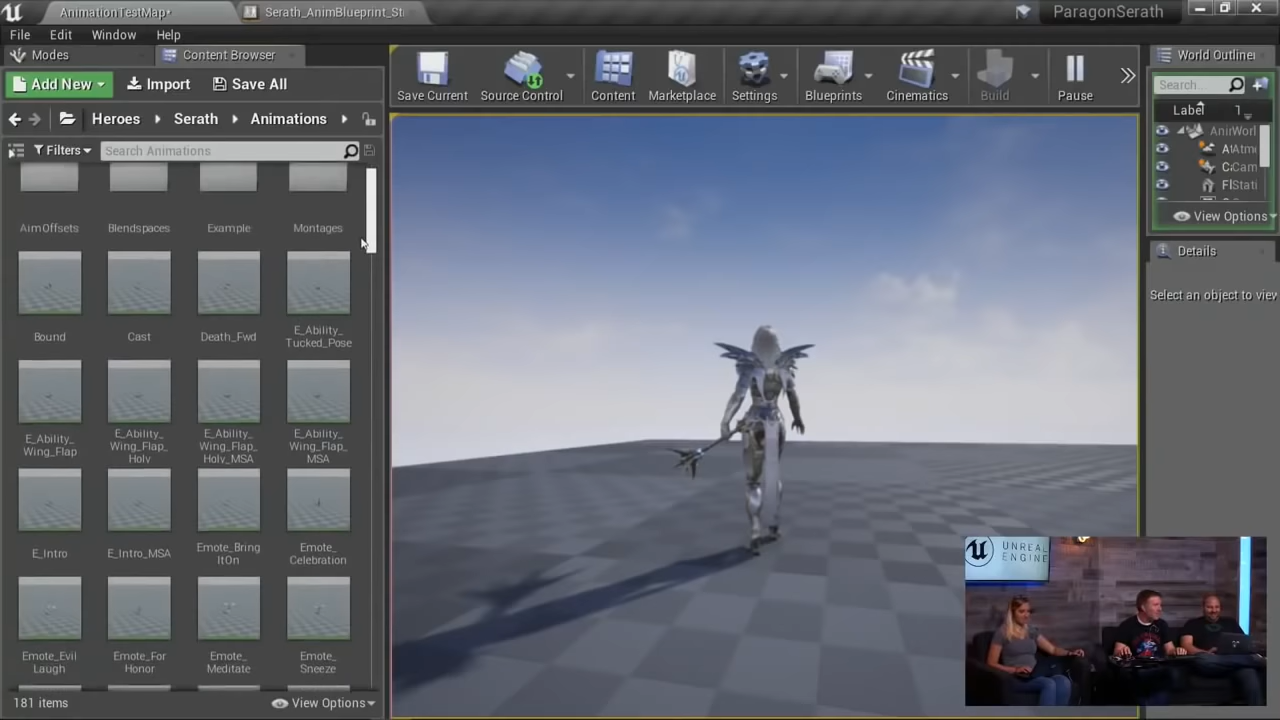 AnimationTestMap*
Serath_AnimBlueprint_St
ParagonSerath
File Edit Window Help
Modes
Content Browser
World Outliner
Add New
Import
Save All
Save Current
Source Control
Content
Marketplace
Settings
Blueprints
Cinematics
Build
Pause
Search...
Label
Heroes
Serath
Animations
AnimWorl
Filters
Search Animations
View Options
AimOffsets Blendspaces Example Montages
Details
Select an object to view
Bound Cast Death_Fwd E_Ability_
Tucked_Pose
E_Ability_ E_Ability_ E_Ability_ E_Ability_
Wing_Flap Wing_Flap_ Wing_Flap_ Wing_Flap_
Holy Holy_MSA MSA
E_Intro E_Intro_MSA Emote_Bring Emote_
ItOn Celebration
UNREAL
ENGINE
Emote_Evil Emote_For Emote_ Emote_
Laugh Honor Meditate Sneeze
181 items
View Options